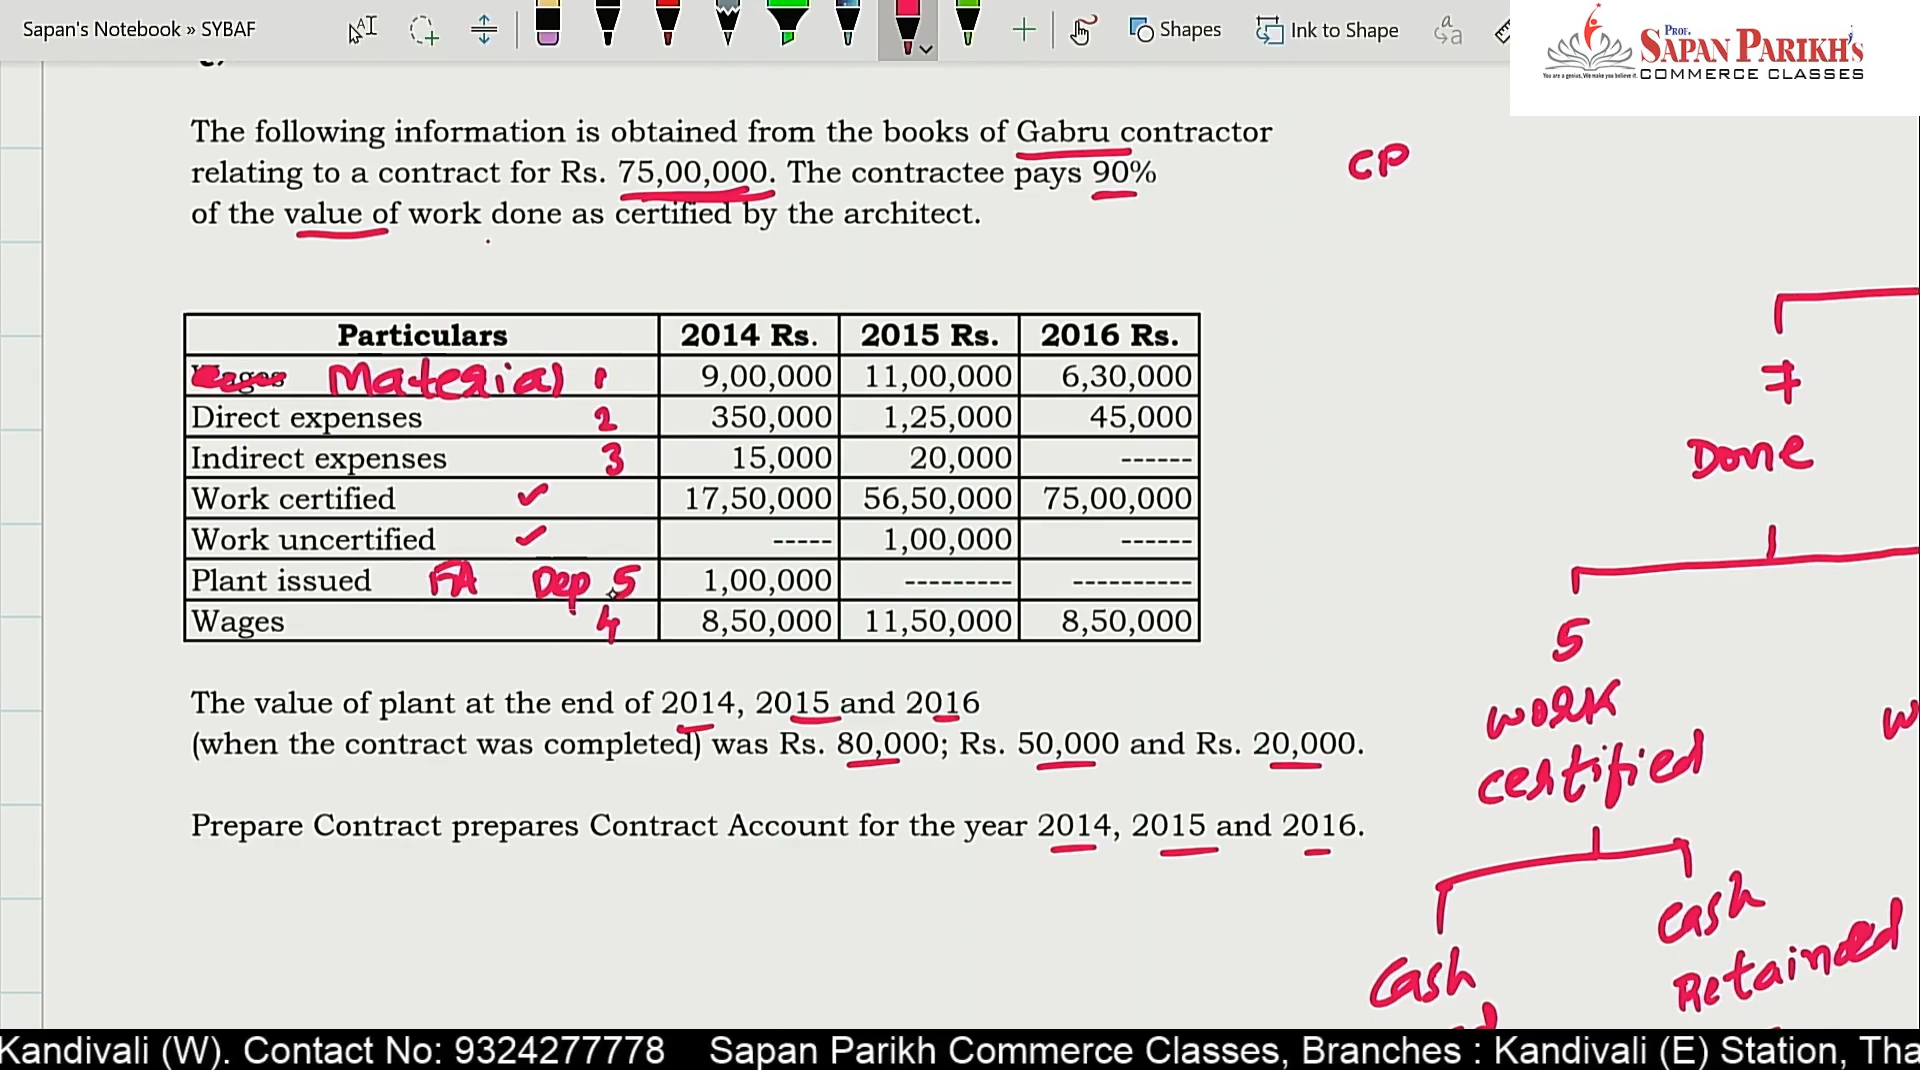 Sapan's Notebook » SYBAF
Shapes
Ink to Shape
PROF.
SAPAN PARIKH'S
You are a genius, We make you believe it.
COMMERCE CLASSES
The following information is obtained from the books of Gabru contractor
relating to a contract for Rs. 75,00,000. The contractee pays 90%
of the value of work done as certified by the architect.
CP
Particulars 2014 Rs. 2015 Rs. 2016 Rs.
Wages Material 1 9,00,000 11,00,000 6,30,000
Direct expenses 2 350,000 1,25,000 45,000
Indirect expenses 3 15,000 20,000 ------
Work certified ✓ 17,50,000 56,50,000 75,00,000
Work uncertified ✓ ----- 1,00,000 ------
Plant issued FA Dep 5 1,00,000 --------- ----------
Wages 4 8,50,000 11,50,000 8,50,000
The value of plant at the end of 2014, 2015 and 2016
(when the contract was completed) was Rs. 80,000; Rs. 50,000 and Rs. 20,000.
Prepare Contract prepares Contract Account for the year 2014, 2015 and 2016.
7
Done
5
work
certified
Cash
Cash
Retained
Kandivali (W). Contact No: 9324277778 Sapan Parikh Commerce Classes, Branches : Kandivali (E) Station, Tha